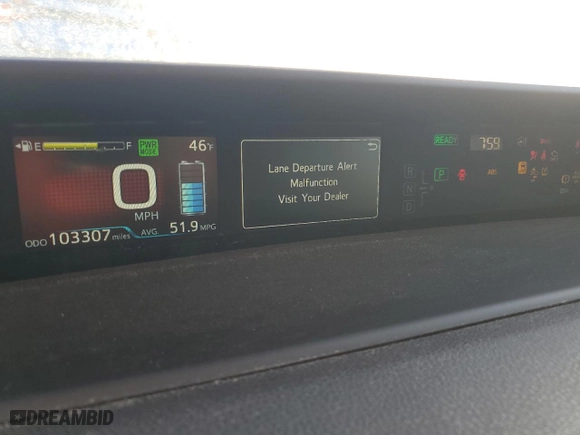 E F PWR MODE 46°F
0
MPH
ODO 103307 miles AVG. 51.9 MPG
Lane Departure Alert
Malfunction
Visit Your Dealer
READY 7:59
R
N
D
P
ABS
DREAMBID